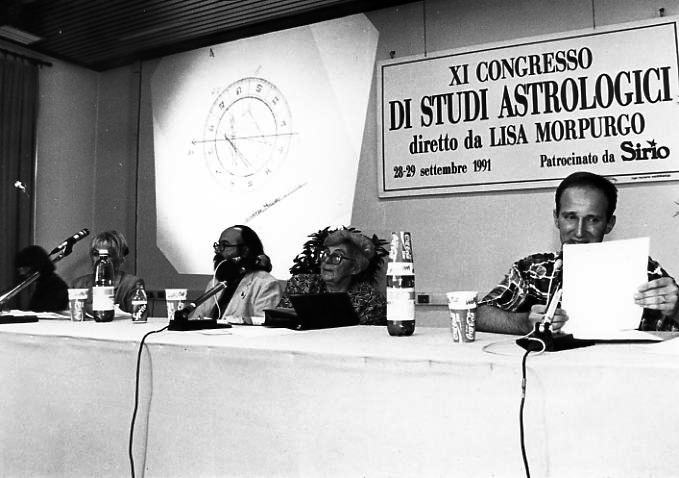 XI CONGRESSO
DI STUDI ASTROLOGICI
diretto da LISA MORPURGO
28-29 settembre 1991 Patrocinato da Sirio